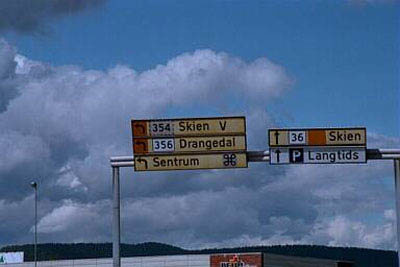 354 Skien V
356 Drangedal
Sentrum ⌘
36 Skien
P Langtids